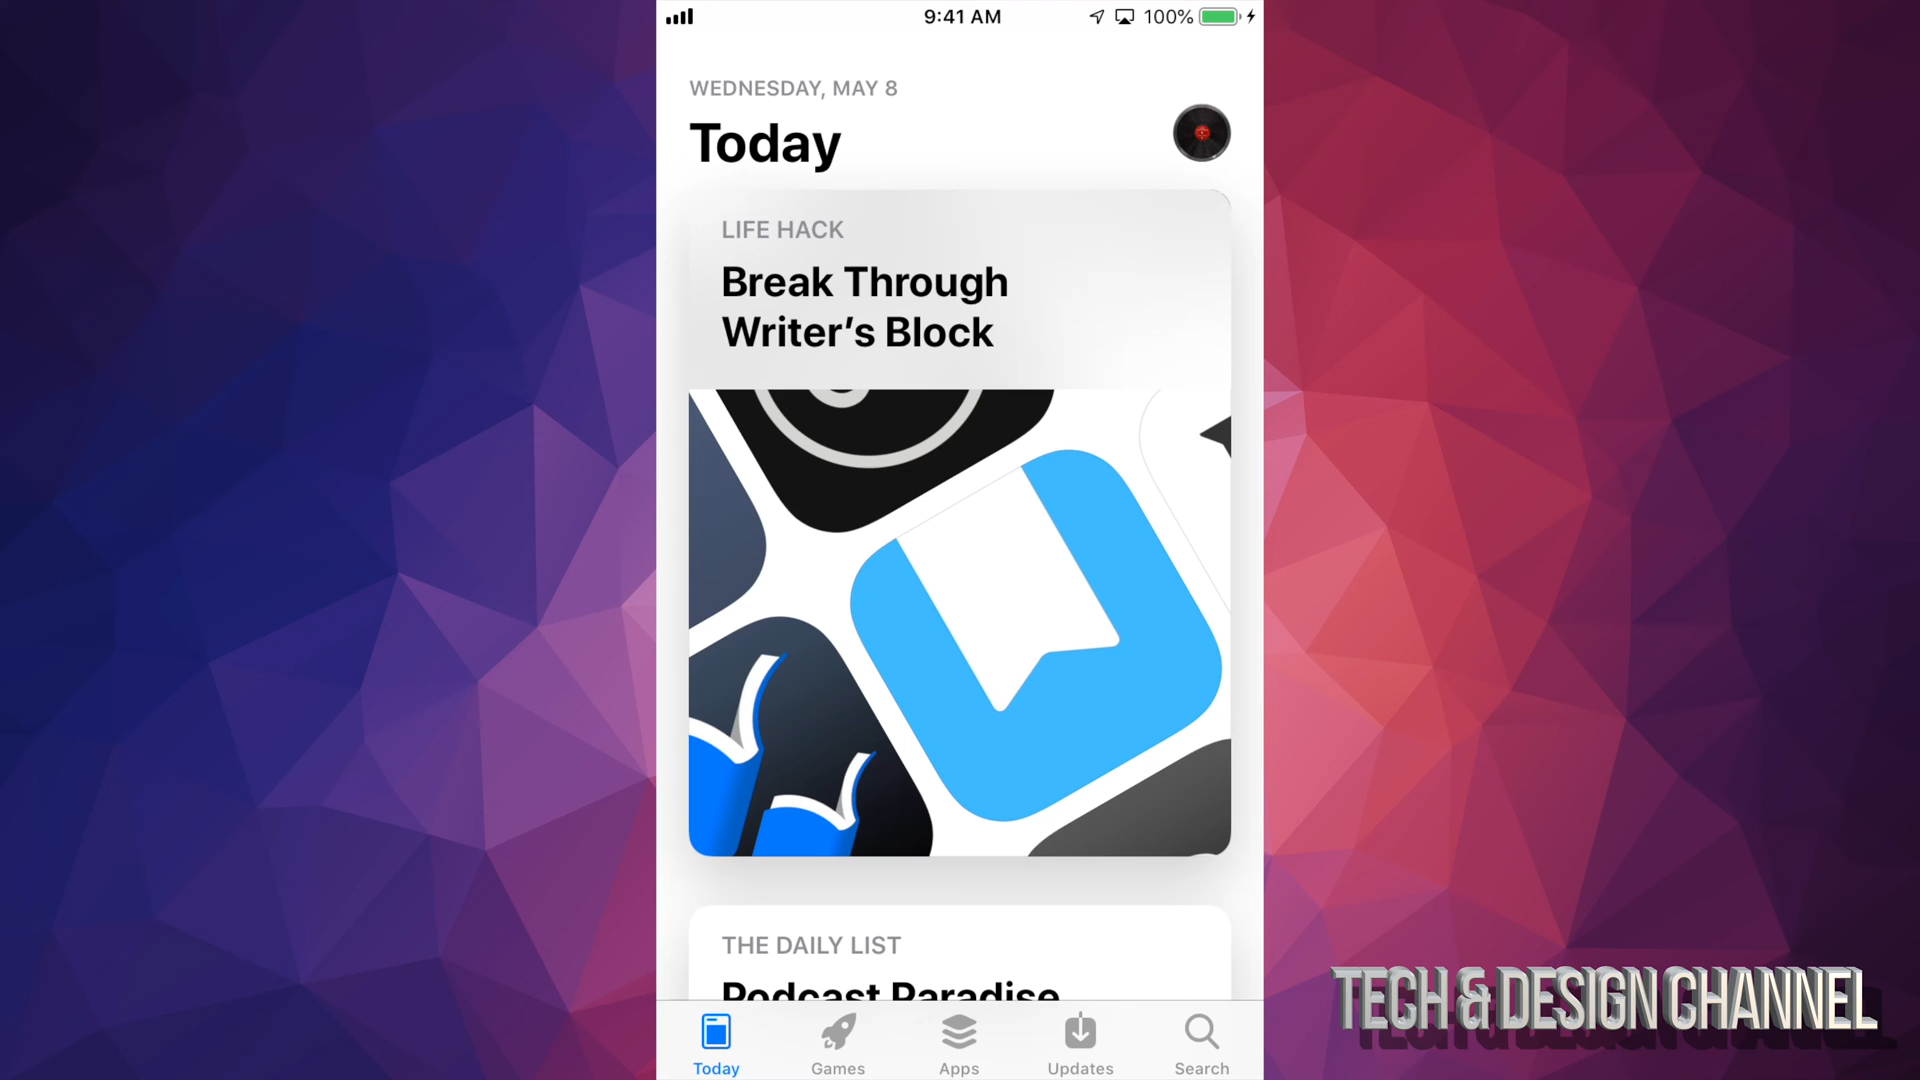 9:41 AM
100%
WEDNESDAY, MAY 8
Today
LIFE HACK
Break Through
Writer’s Block
THE DAILY LIST
Podcast Paradise
Today
Games
Apps
Updates
Search
TECH & DESIGN CHANNEL